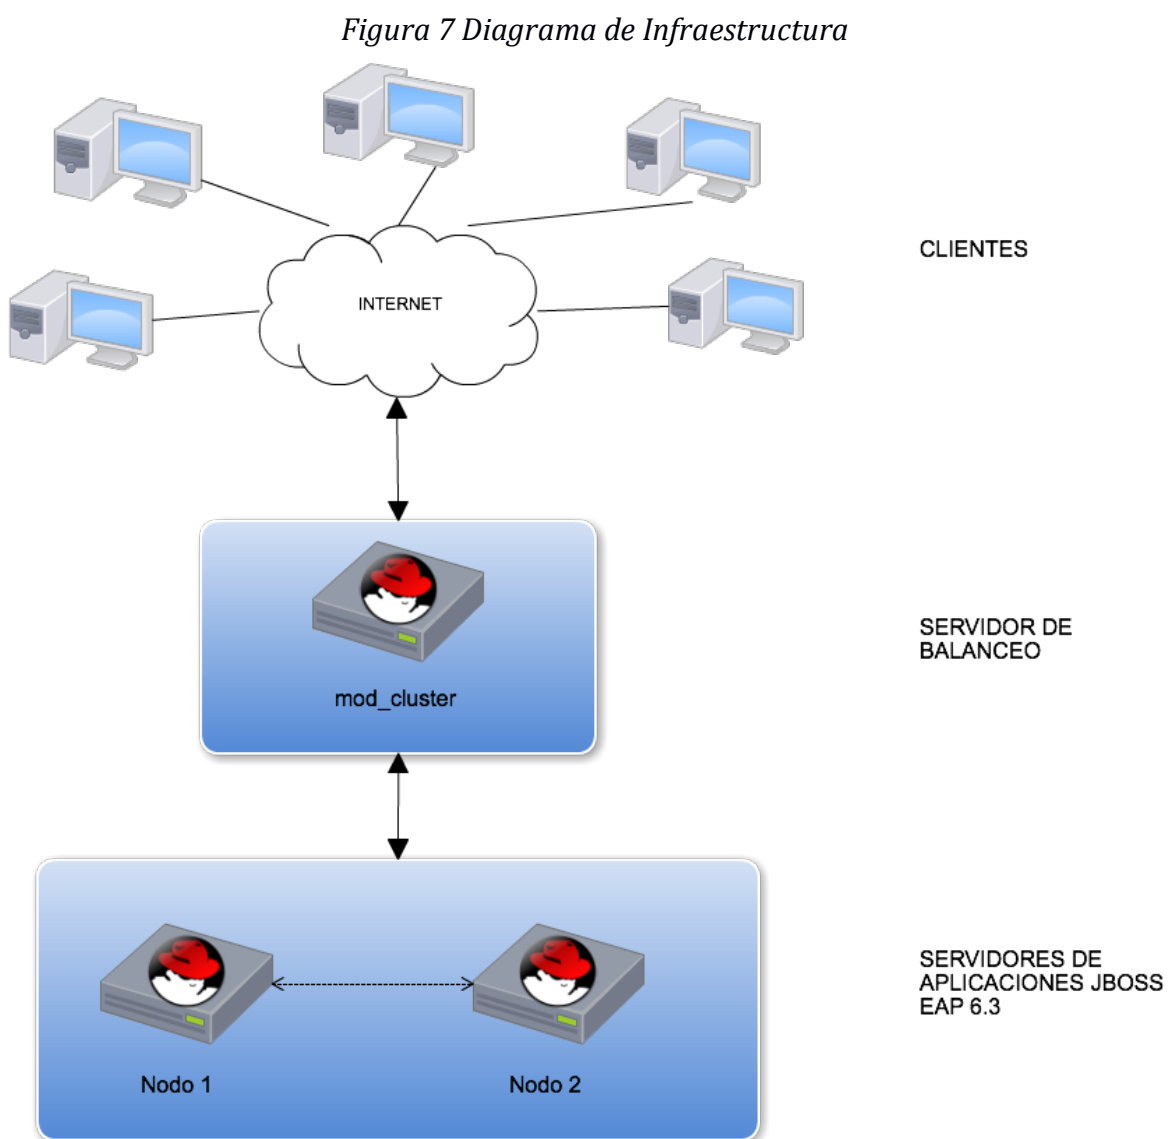 Figura 7 Diagrama de Infraestructura
CLIENTES
INTERNET
SERVIDOR DE
BALANCEO
mod_cluster
SERVIDORES DE
APLICACIONES JBOSS
EAP 6.3
Nodo 1
Nodo 2